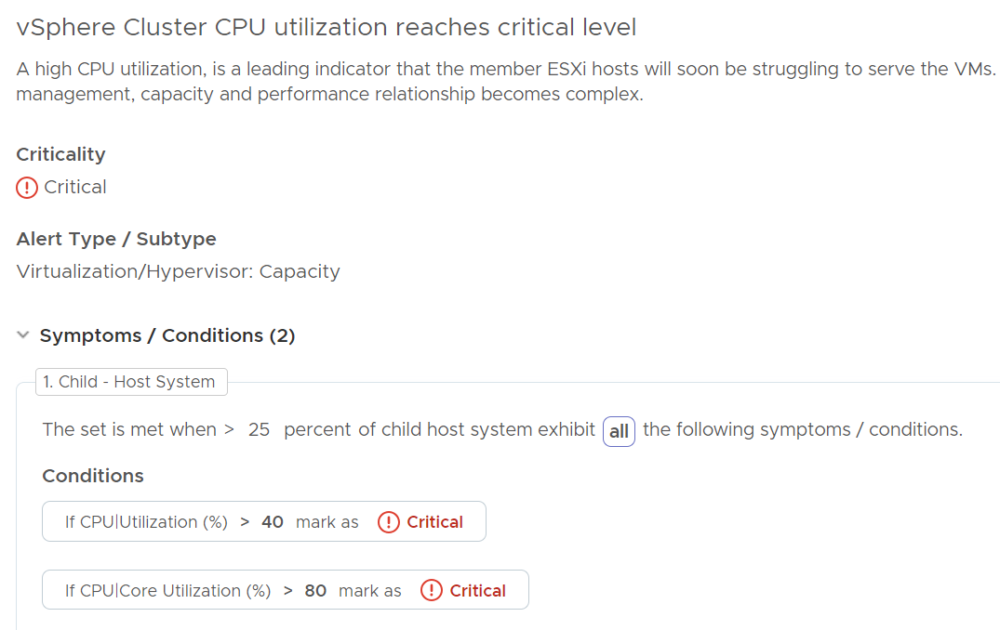 vSphere Cluster CPU utilization reaches critical level
A high CPU utilization, is a leading indicator that the member ESXi hosts will soon be struggling to serve the VMs.
management, capacity and performance relationship becomes complex.
Criticality
Critical
Alert Type / Subtype
Virtualization/Hypervisor: Capacity
Symptoms / Conditions (2)
1. Child - Host System
The set is met when > 25 percent of child host system exhibit all the following symptoms / conditions.
Conditions
If CPU|Utilization (%) > 40 mark as Critical
If CPU|Core Utilization (%) > 80 mark as Critical